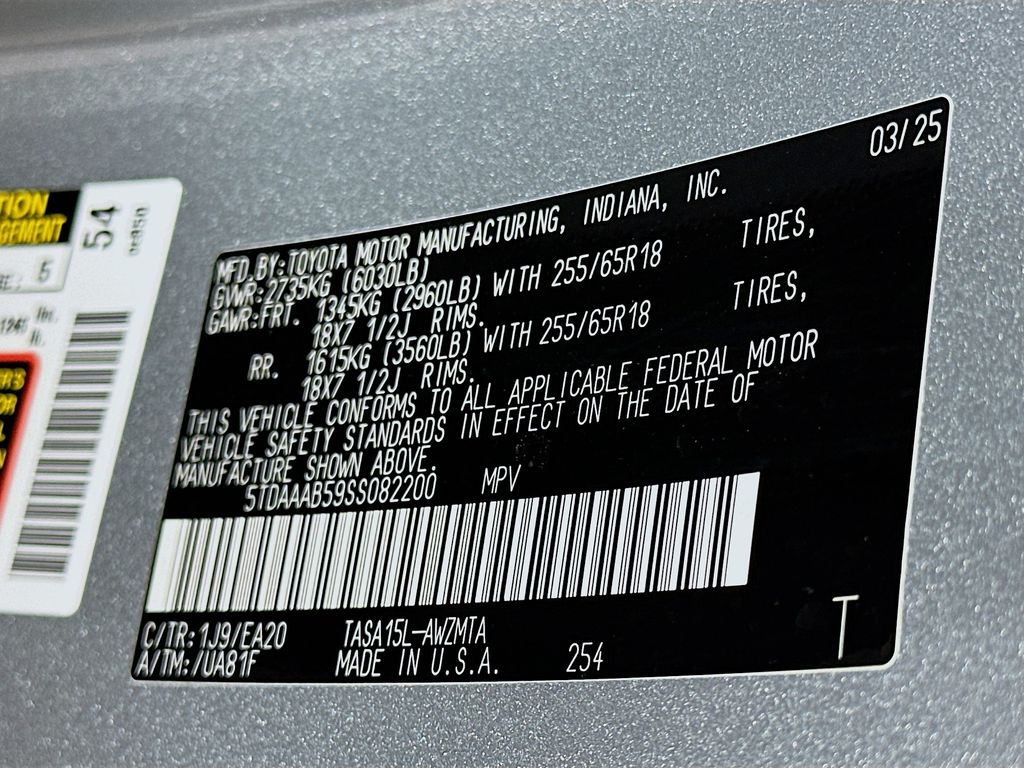 TION
GEMENT
5
54
MFD.BY:TOYOTA MOTOR MANUFACTURING, INDIANA, INC. 03/25
GVWR:2735KG (6030LB)
GAWR:FRT. 1345KG (2960LB) WITH 255/65R18 TIRES,
18X7 1/2J RIMS.
RR. 1615KG (3560LB) WITH 255/65R18 TIRES,
18X7 1/2J RIMS.
THIS VEHICLE CONFORMS TO ALL APPLICABLE FEDERAL MOTOR
VEHICLE SAFETY STANDARDS IN EFFECT ON THE DATE OF
MANUFACTURE SHOWN ABOVE.
5TDAAAB59SS082200 MPV
C/TR:1J9/EA20 TASA15L-AWZMTA
A/TM:/UA81F MADE IN U.S.A. 254
T